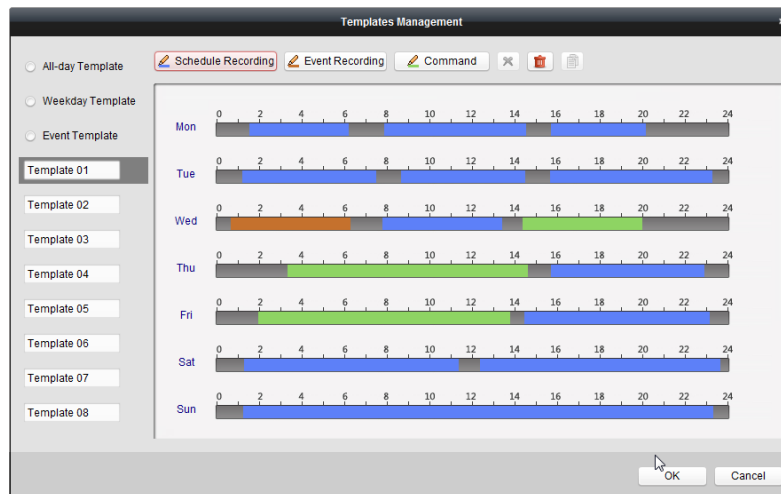 Templates Management
All-day Template
Schedule Recording Event Recording Command
Weekday Template
Event Template
Template 01
Template 02
Template 03
Template 04
Template 05
Template 06
Template 07
Template 08
0 2 4 6 8 10 12 14 16 18 20 22 24
Mon
0 2 4 6 8 10 12 14 16 18 20 22 24
Tue
0 2 4 6 8 10 12 14 16 18 20 22 24
Wed
0 2 4 6 8 10 12 14 16 18 20 22 24
Thu
0 2 4 6 8 10 12 14 16 18 20 22 24
Fri
0 2 4 6 8 10 12 14 16 18 20 22 24
Sat
0 2 4 6 8 10 12 14 16 18 20 22 24
Sun
OK Cancel